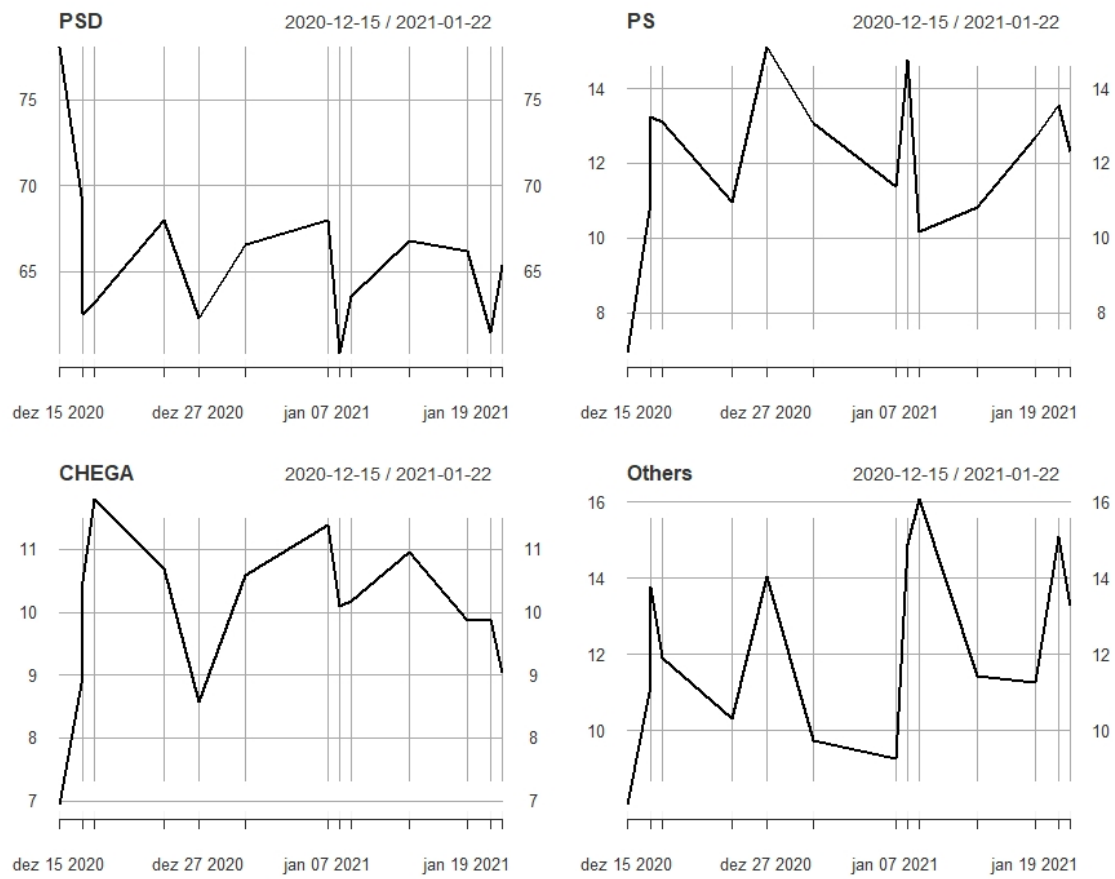 PSD 2020-12-15 / 2021-01-22
75 75
70 70
65 65
dez 15 2020 dez 27 2020 jan 07 2021 jan 19 2021
PS 2020-12-15 / 2021-01-22
14 14
12 12
10 10
8 8
dez 15 2020 dez 27 2020 jan 07 2021 jan 19 2021
CHEGA 2020-12-15 / 2021-01-22
11 11
10 10
9 9
8 8
7 7
dez 15 2020 dez 27 2020 jan 07 2021 jan 19 2021
Others 2020-12-15 / 2021-01-22
16 16
14 14
12 12
10 10
dez 15 2020 dez 27 2020 jan 07 2021 jan 19 2021